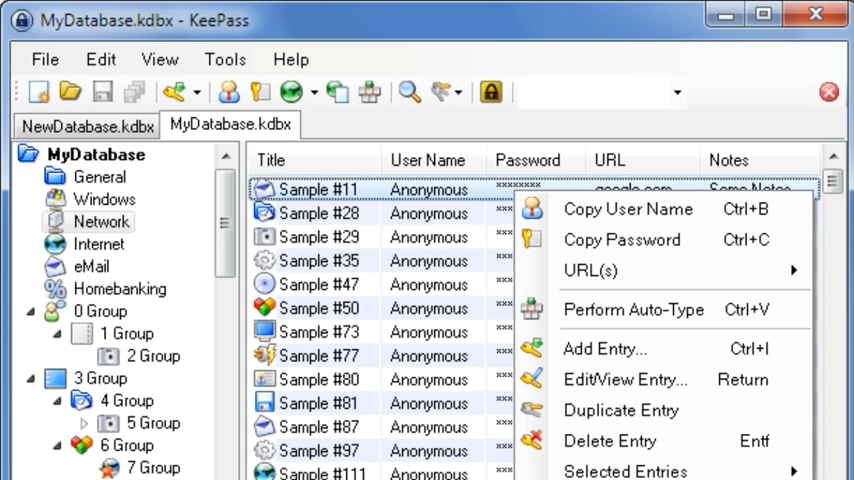 MyDatabase.kdbx - KeePass
File Edit View Tools Help
NewDatabase.kdbx MyDatabase.kdbx
MyDatabase
General
Windows
Network
Internet
eMail
Homebanking
0 Group
1 Group
2 Group
3 Group
4 Group
5 Group
6 Group
7 Group
Title User Name Password URL Notes
Sample #11 Anonymous ******** google.com Some Notes
Sample #28 Anonymous ***
Sample #29 Anonymous ***
Sample #35 Anonymous ***
Sample #47 Anonymous ***
Sample #50 Anonymous ***
Sample #73 Anonymous ***
Sample #77 Anonymous ***
Sample #80 Anonymous ***
Sample #81 Anonymous ***
Sample #87 Anonymous ***
Sample #97 Anonymous ***
Sample #111 Anonymous ***
Copy User Name Ctrl+B
Copy Password Ctrl+C
URL(s)
Perform Auto-Type Ctrl+V
Add Entry... Ctrl+I
Edit/View Entry... Return
Duplicate Entry
Delete Entry Entf
Selected Entries